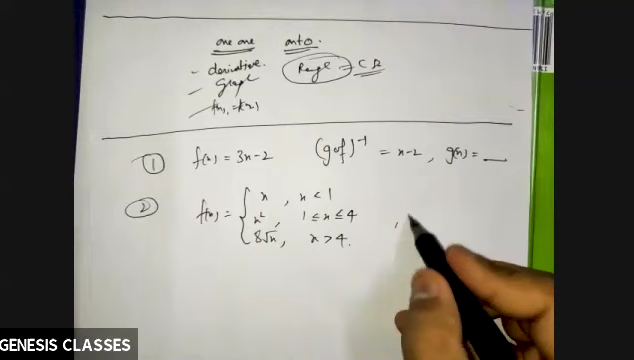 one one onto.
- derivative. Range = CD
- Graph
- f(x₁)=f(x₂)
① f(x) = 3x-2 (gof)⁻¹ = x-2, g(x) = __
② f(x) = { x , x < 1
x² , 1 ≤ x ≤ 4 ,
8√x , x > 4.
GENESIS CLASSES